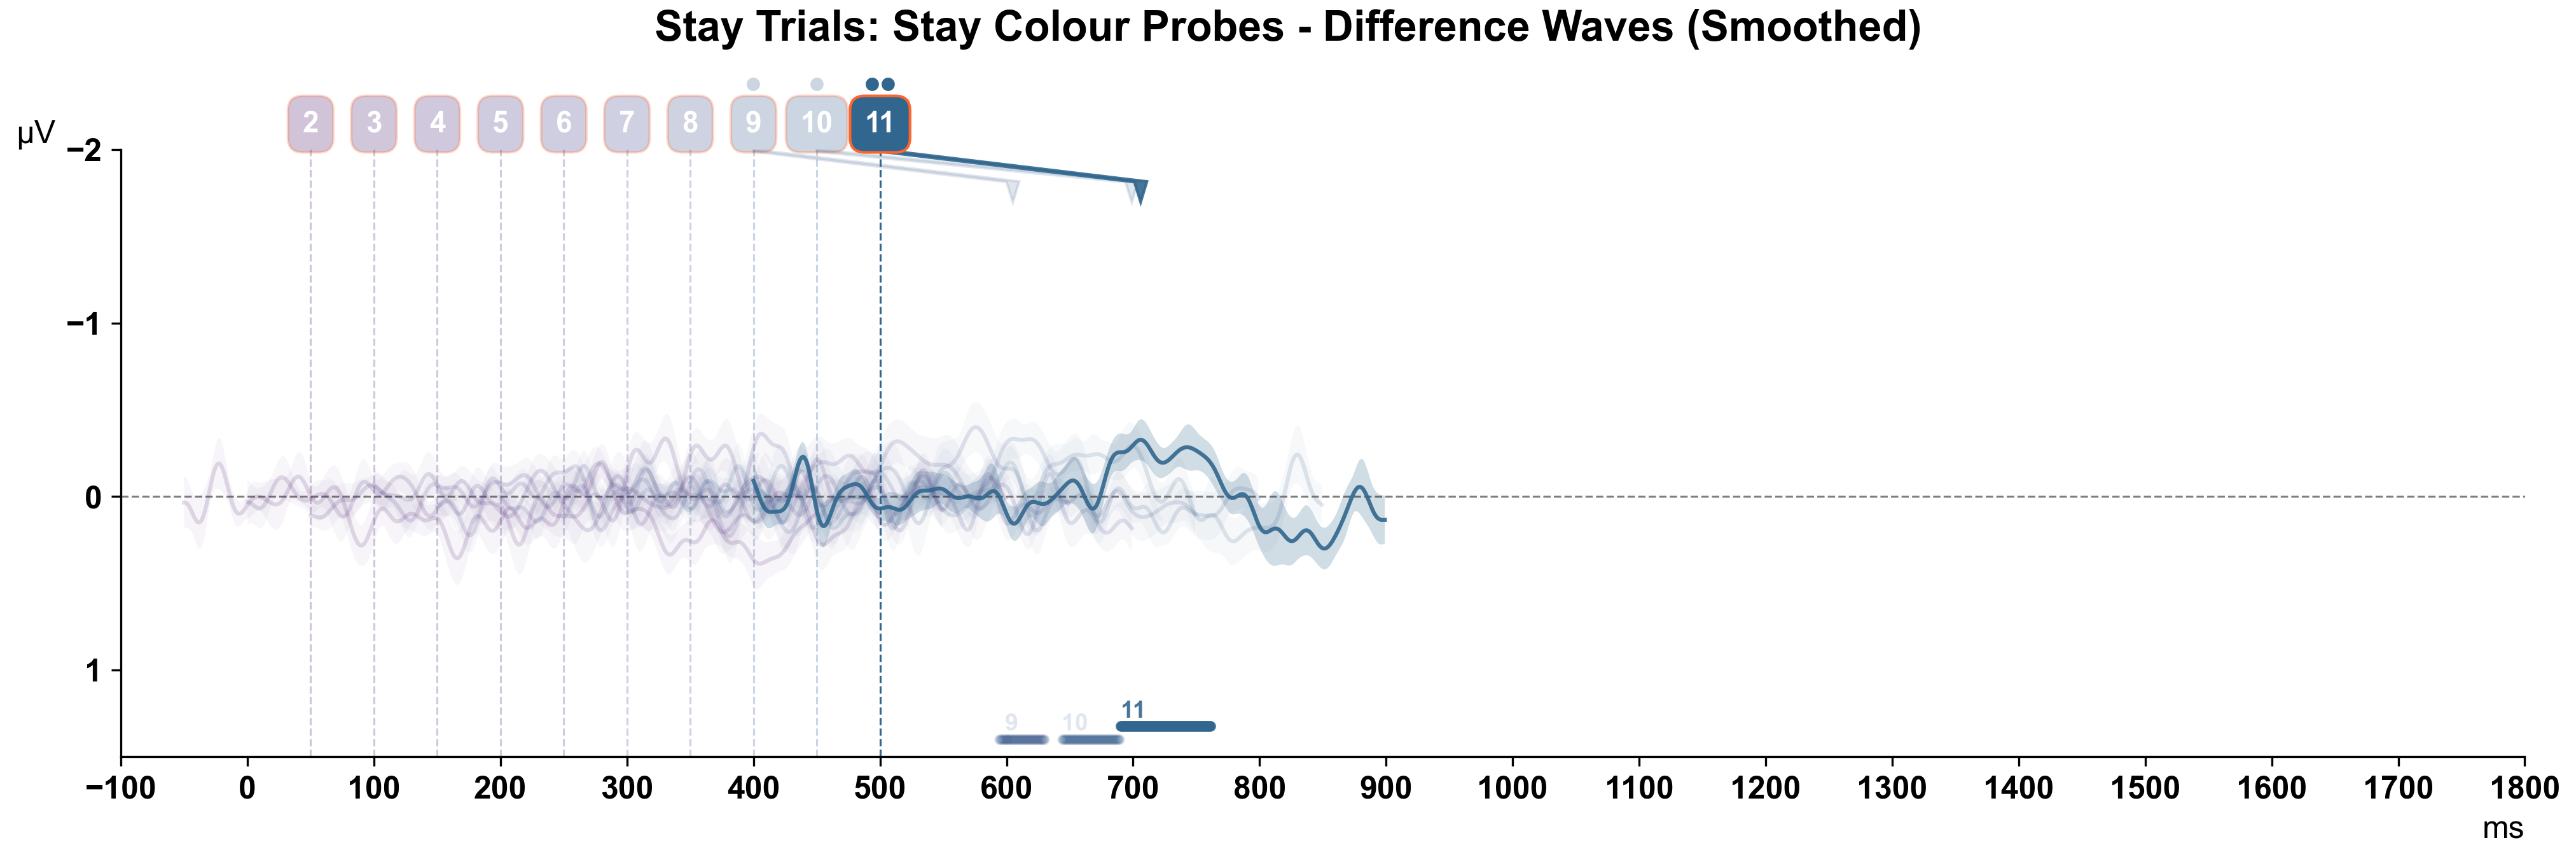 Stay Trials: Stay Colour Probes - Difference Waves (Smoothed)
2 3 4 5 6 7 8 9 10 11
µV
−2
−1
0
1
11
9 10
−100 0 100 200 300 400 500 600 700 800 900 1000 1100 1200 1300 1400 1500 1600 1700 1800
ms